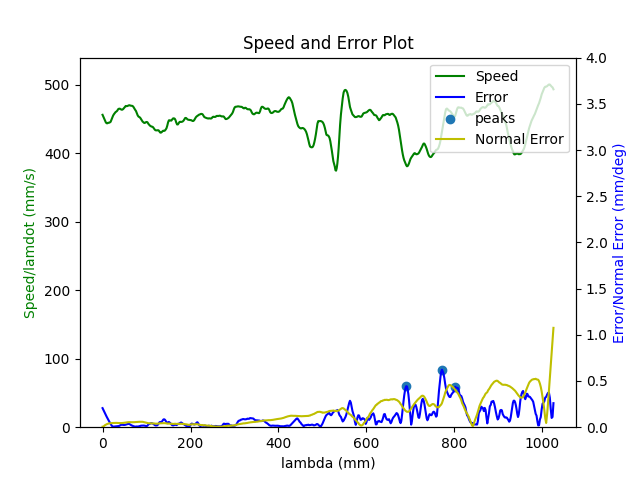 Speed and Error Plot
Speed
Error
peaks
Normal Error
Speed/lamdot (mm/s)
500
400
300
200
100
0
4.0
3.5
3.0
2.5
2.0
1.5
1.0
0.5
0.0
Error/Normal Error (mm/deg)
0 200 400 600 800 1000
lambda (mm)